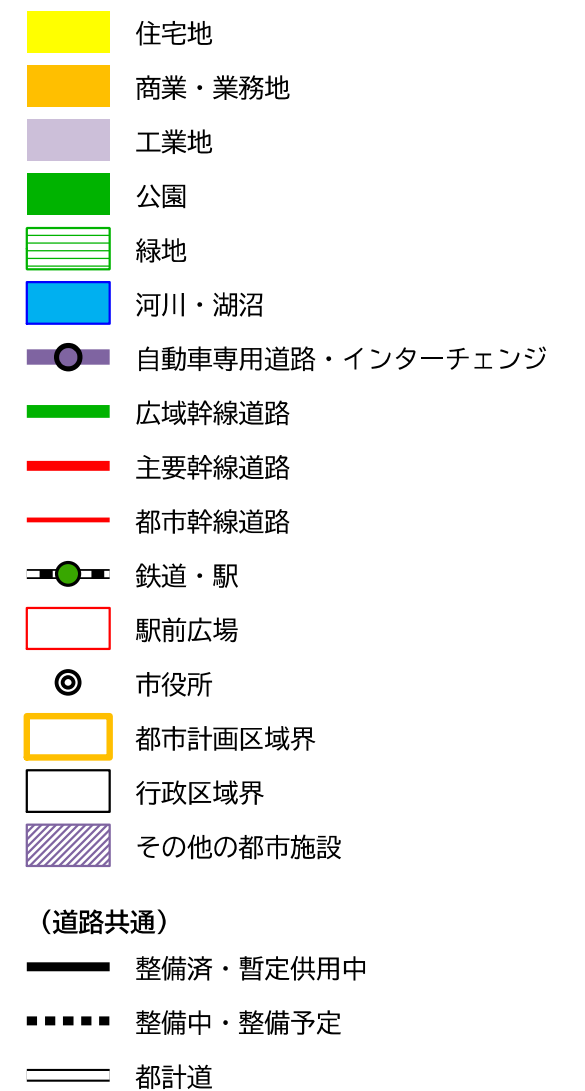 住宅地
商業・業務地
工業地
公園
緑地
河川・湖沼
自動車専用道路・インターチェンジ
広域幹線道路
主要幹線道路
都市幹線道路
鉄道・駅
駅前広場
市役所
都市計画区域界
行政区域界
その他の都市施設
（道路共通）
整備済・暫定供用中
整備中・整備予定
都計道